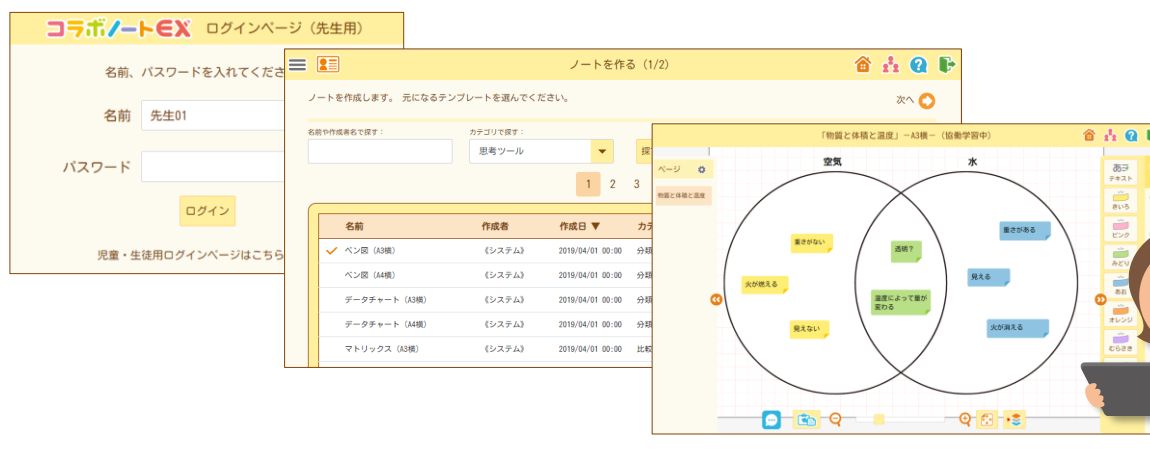 コラボノートEX ログインページ（先生用）
名前、パスワードを入れてくださ
名前 先生01
パスワード
ログイン
児童・生徒用ログインページはこちら
ノートを作る（1/2）
ノートを作成します。 元になるテンプレートを選んでください。
次へ
名前や作成者名で探す： カテゴリで探す：
思考ツール
1 2 3
名前 作成者 作成日 ▼ カテ
ベン図（A3横） 《システム》 2019/04/01 00:00 分類
ベン図（A4横） 《システム》 2019/04/01 00:00 分類
データチャート（A3横） 《システム》 2019/04/01 00:00 分類
データチャート（A4横） 《システム》 2019/04/01 00:00 分類
マトリックス（A3横） 《システム》 2019/04/01 00:00 比較
「物質と体積と温度」－A3横－（協働学習中）
ページ
物質と体積と温度
空気 水
重さがない
火が燃える
見えない
透明？
温度によって量が
変わる
重さがある
見える
火が消える
あ
テキスト
きいろ
ピンク
みどり
あお
オレンジ
むらさき